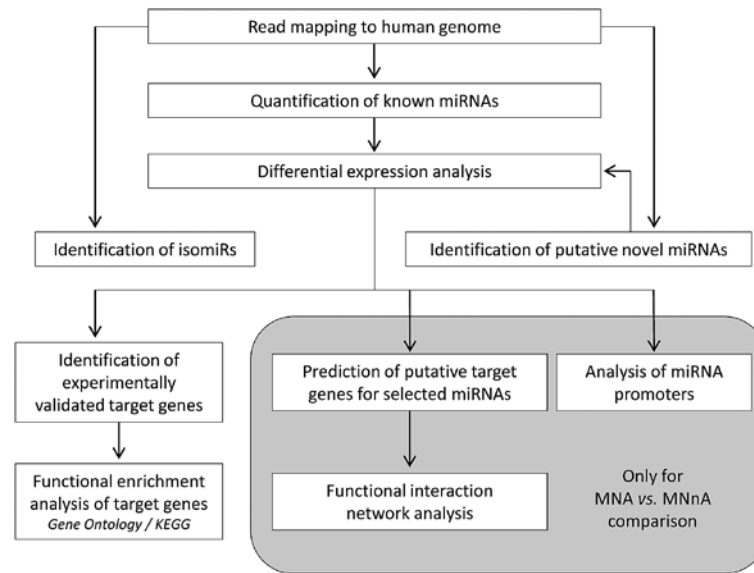 Read mapping to human genome
Quantification of known miRNAs
Differential expression analysis
Identification of isomiRs
Identification of putative novel miRNAs
Identification of
experimentally
validated target genes
Prediction of putative target
genes for selected miRNAs
Analysis of miRNA
promoters
Functional enrichment
analysis of target genes
Gene Ontology / KEGG
Functional interaction
network analysis
Only for
MNA vs. MNnA
comparison